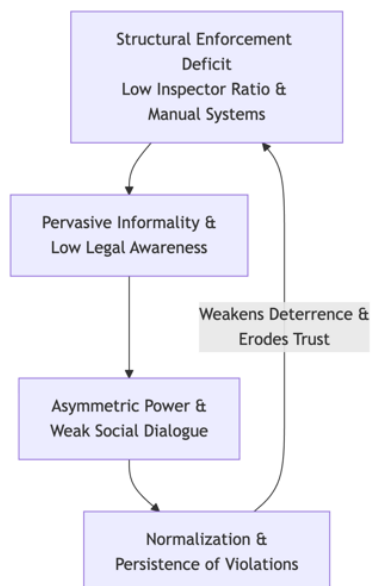 Structural Enforcement
Deficit
Low Inspector Ratio &
Manual Systems
Pervasive Informality &
Low Legal Awareness
Weakens Deterrence &
Erodes Trust
Asymmetric Power &
Weak Social Dialogue
Normalization &
Persistence of Violations